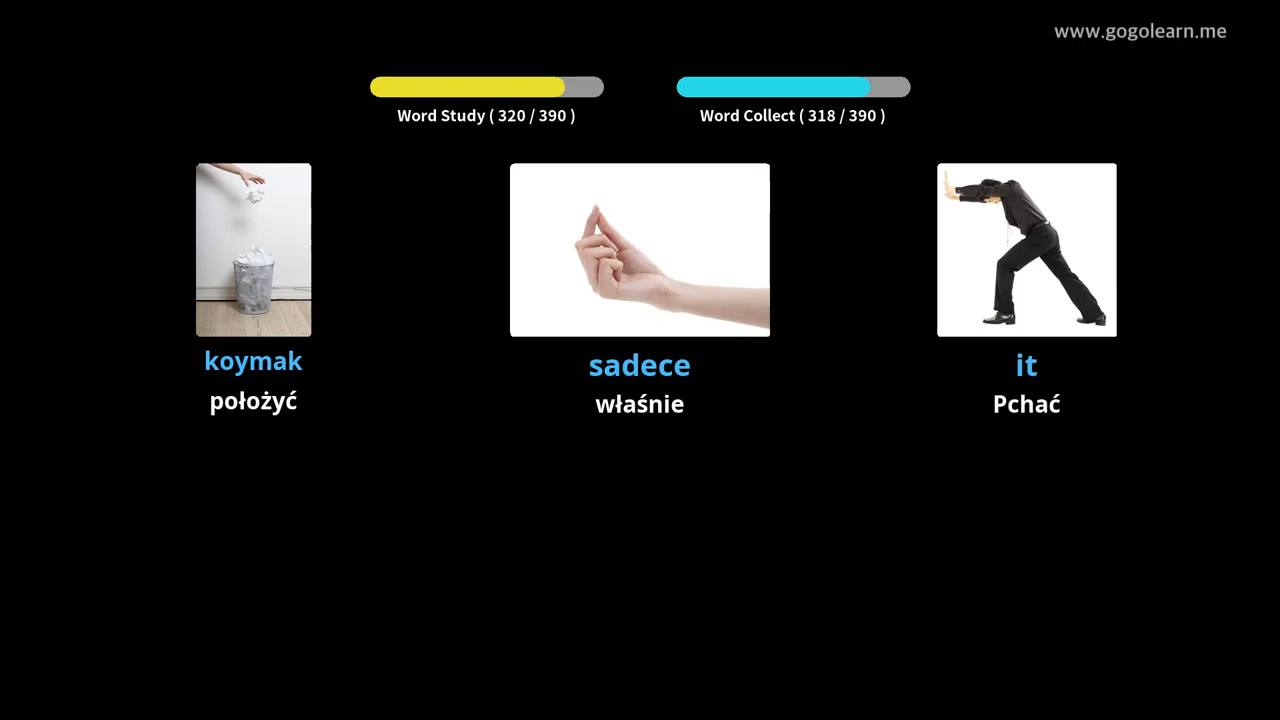 www.gogolearn.me
Word Study ( 320 / 390 )
Word Collect ( 318 / 390 )
koymak
położyć
sadece
właśnie
it
Pchać